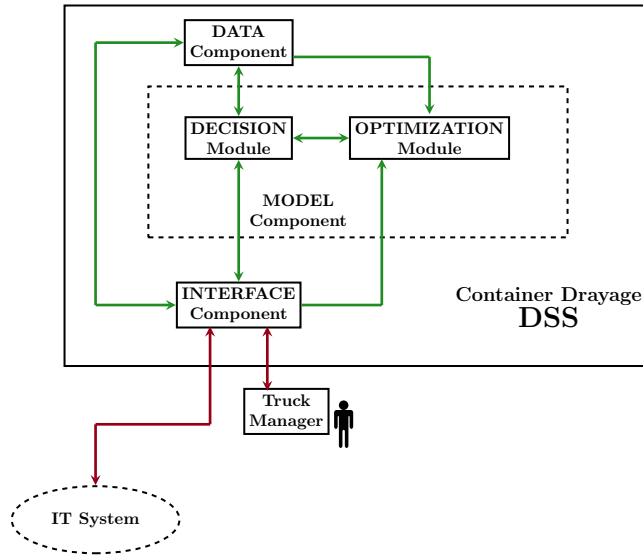 DATA
Component
DECISION
Module
OPTIMIZATION
Module
MODEL
Component
INTERFACE
Component
Container Drayage
DSS
Truck
Manager
IT System